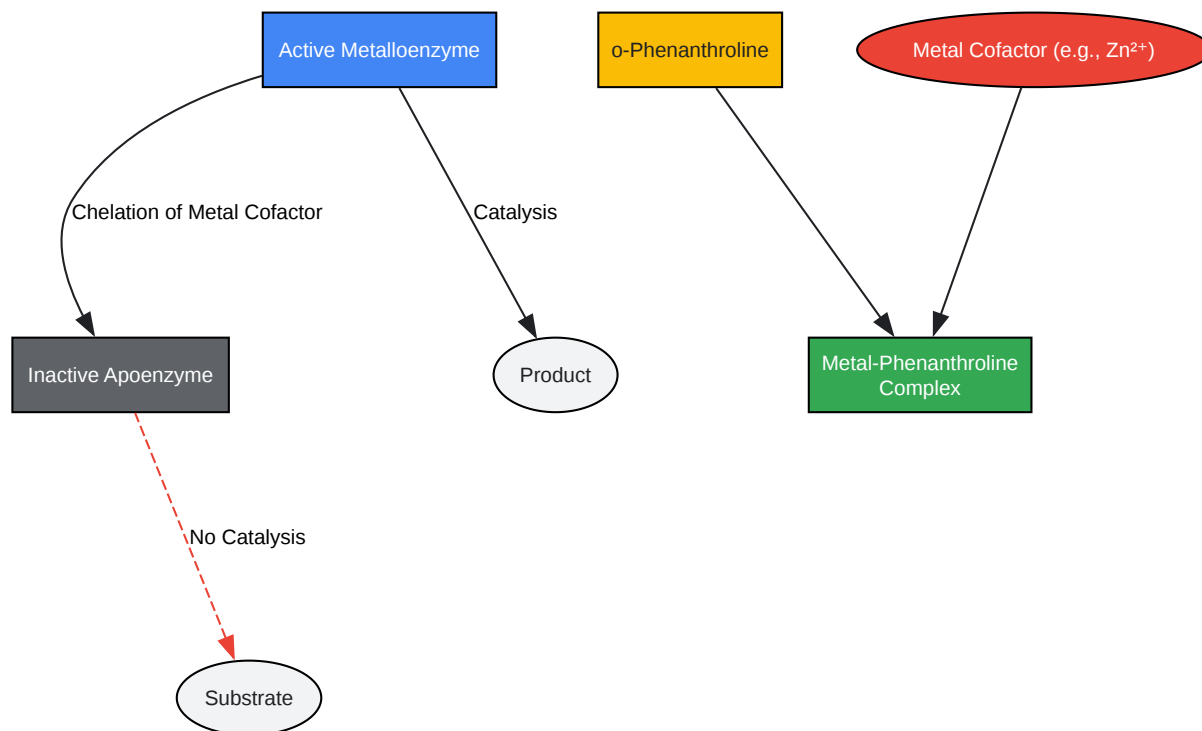 Active Metalloenzyme
o-Phenanthroline
Metal Cofactor (e.g., Zn²⁺)
Chelation of Metal Cofactor
Catalysis
Inactive Apoenzyme
Product
Metal-Phenanthroline
Complex
No Catalysis
Substrate